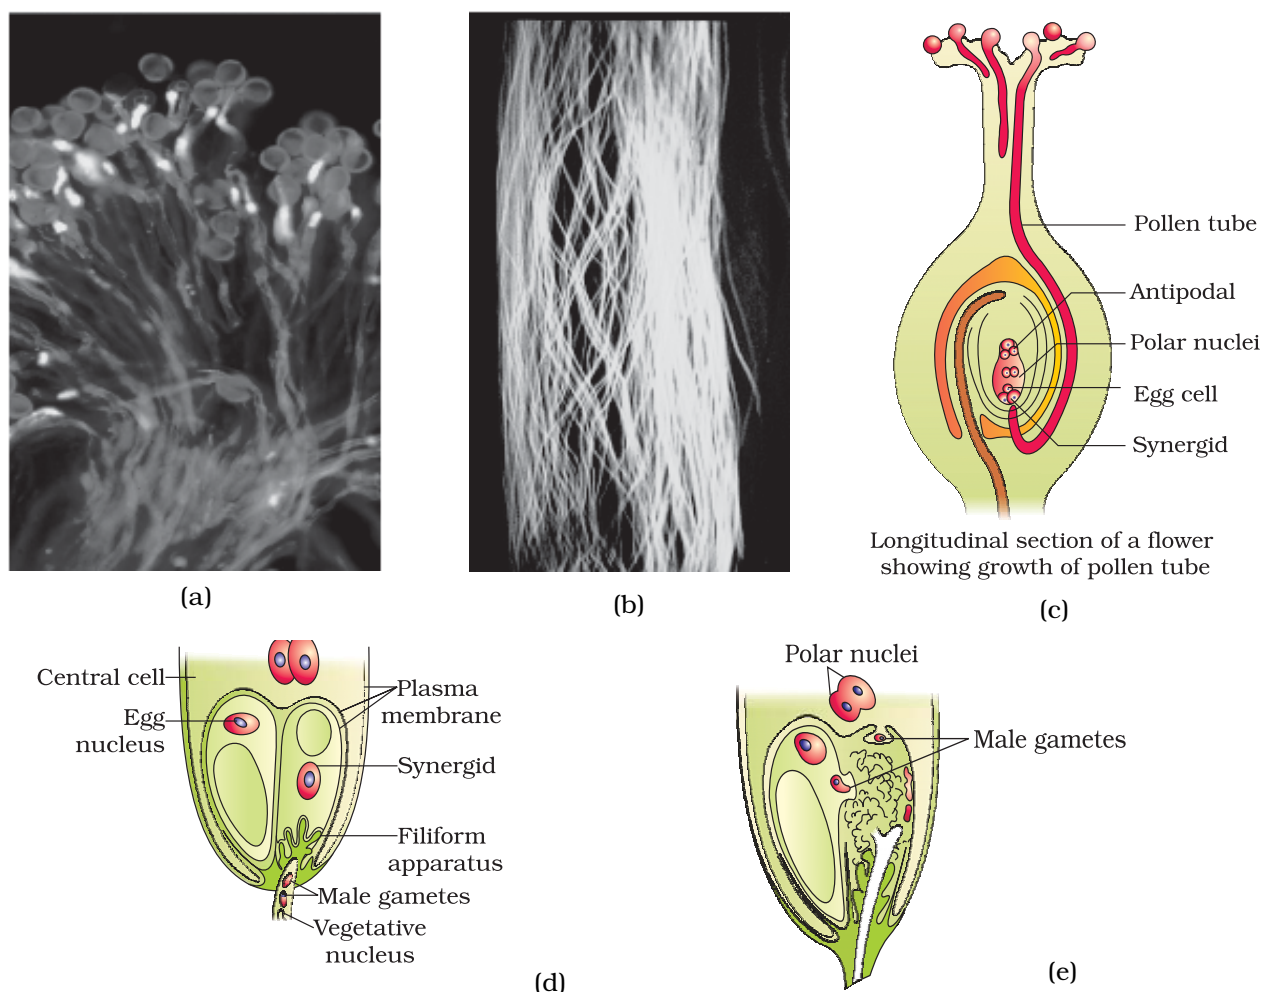 Pollen tube
Antipodal
Polar nuclei
Egg cell
Synergid
Longitudinal section of a flower
showing growth of pollen tube
(a)
(b)
(c)
Central cell
Egg
nucleus
Plasma
membrane
Synergid
Filiform
apparatus
Male gametes
Vegetative
nucleus
(d)
Polar nuclei
Male gametes
(e)